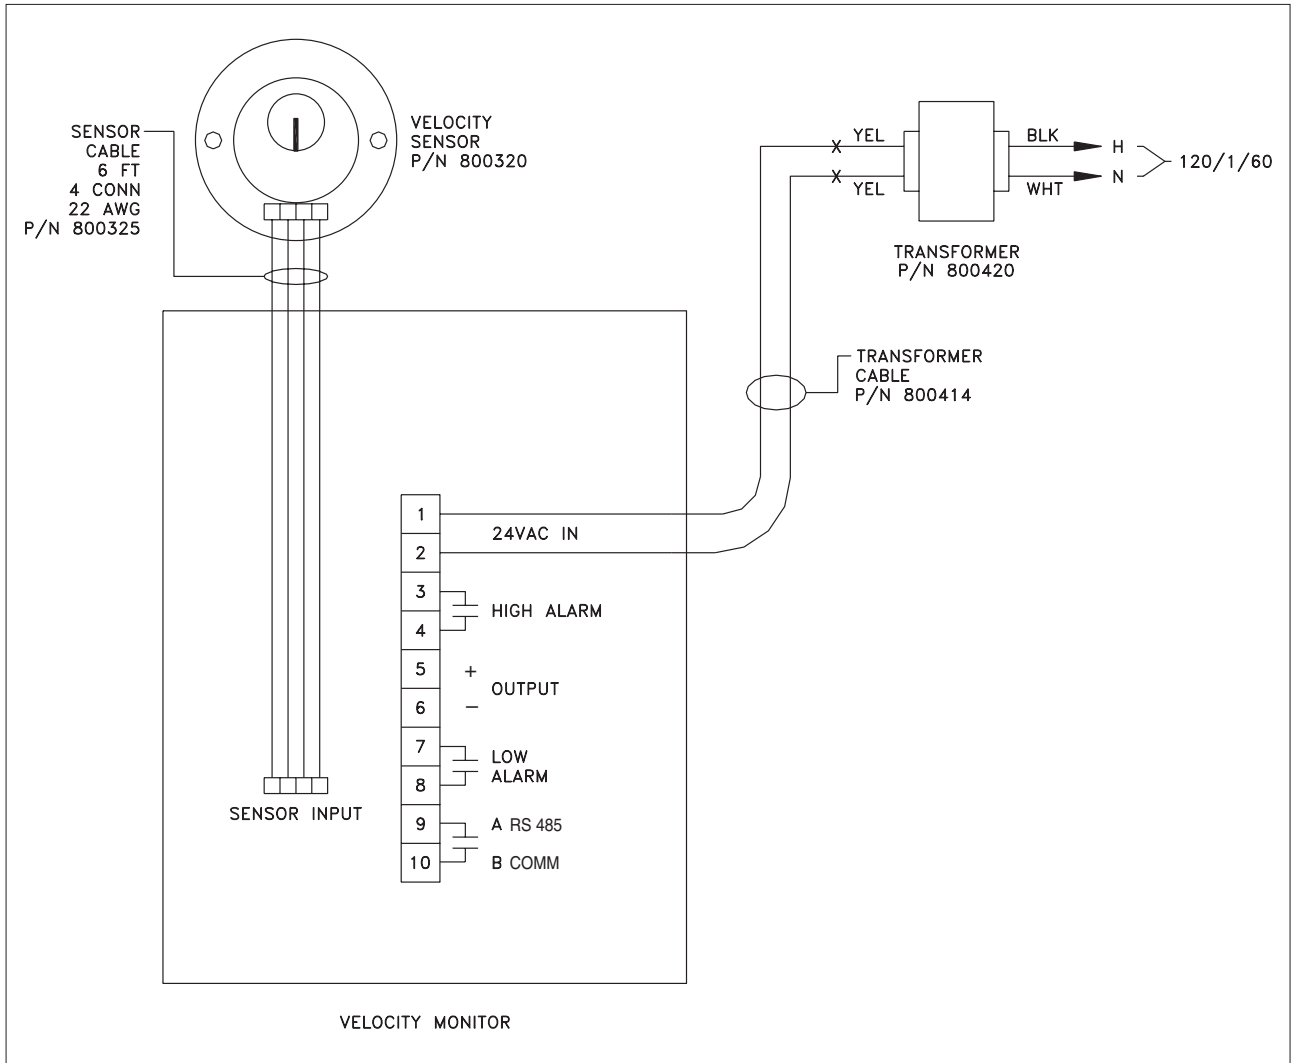 SENSOR
CABLE
6 FT
4 CONN
22 AWG
P/N 800325
VELOCITY
SENSOR
P/N 800320
YEL
YEL
BLK
WHT
H
N
120/1/60
TRANSFORMER
P/N 800420
TRANSFORMER
CABLE
P/N 800414
1
24VAC IN
2
3
HIGH ALARM
4
5
+
OUTPUT
6
−
7
LOW
ALARM
8
9
A RS 485
10
B COMM
SENSOR INPUT
VELOCITY MONITOR